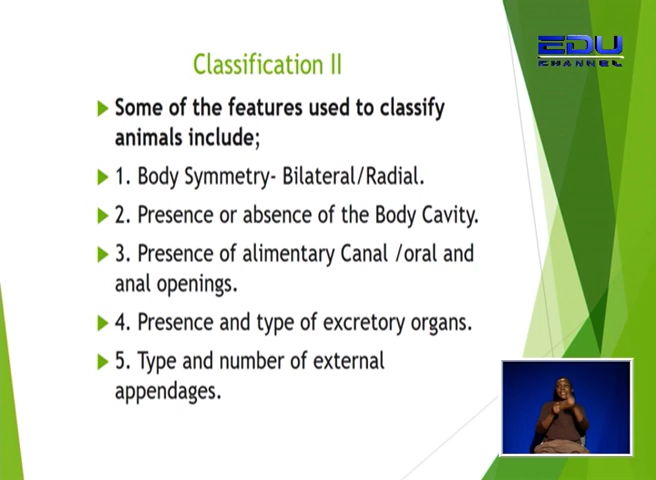 EDU
CHANNEL
Classification II
Some of the features used to classify
animals include;
1. Body Symmetry- Bilateral/Radial.
2. Presence or absence of the Body Cavity.
3. Presence of alimentary Canal /oral and
anal openings.
4. Presence and type of excretory organs.
5. Type and number of external
appendages.